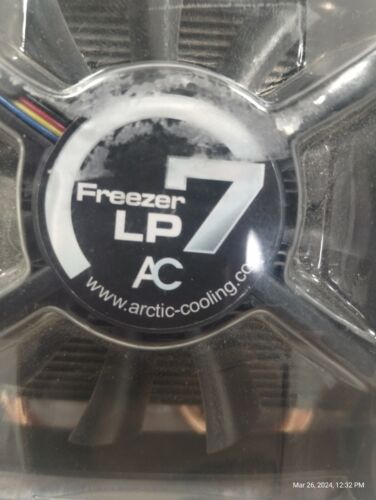 Freezer 7
LP
AC
www.arctic-cooling.co
Mar 26, 2024, 12:32 PM